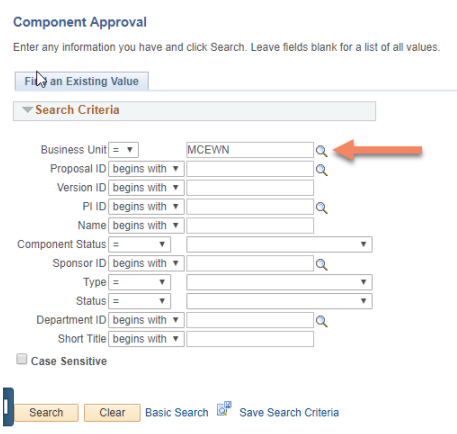 Component Approval
Enter any information you have and click Search. Leave fields blank for a list of all values.
Find an Existing Value
Search Criteria
Business Unit = MCEWN
Proposal ID begins with
Version ID begins with
PI ID begins with
Name begins with
Component Status =
Sponsor ID begins with
Type =
Status =
Department ID begins with
Short Title begins with
Case Sensitive
Search Clear Basic Search Save Search Criteria